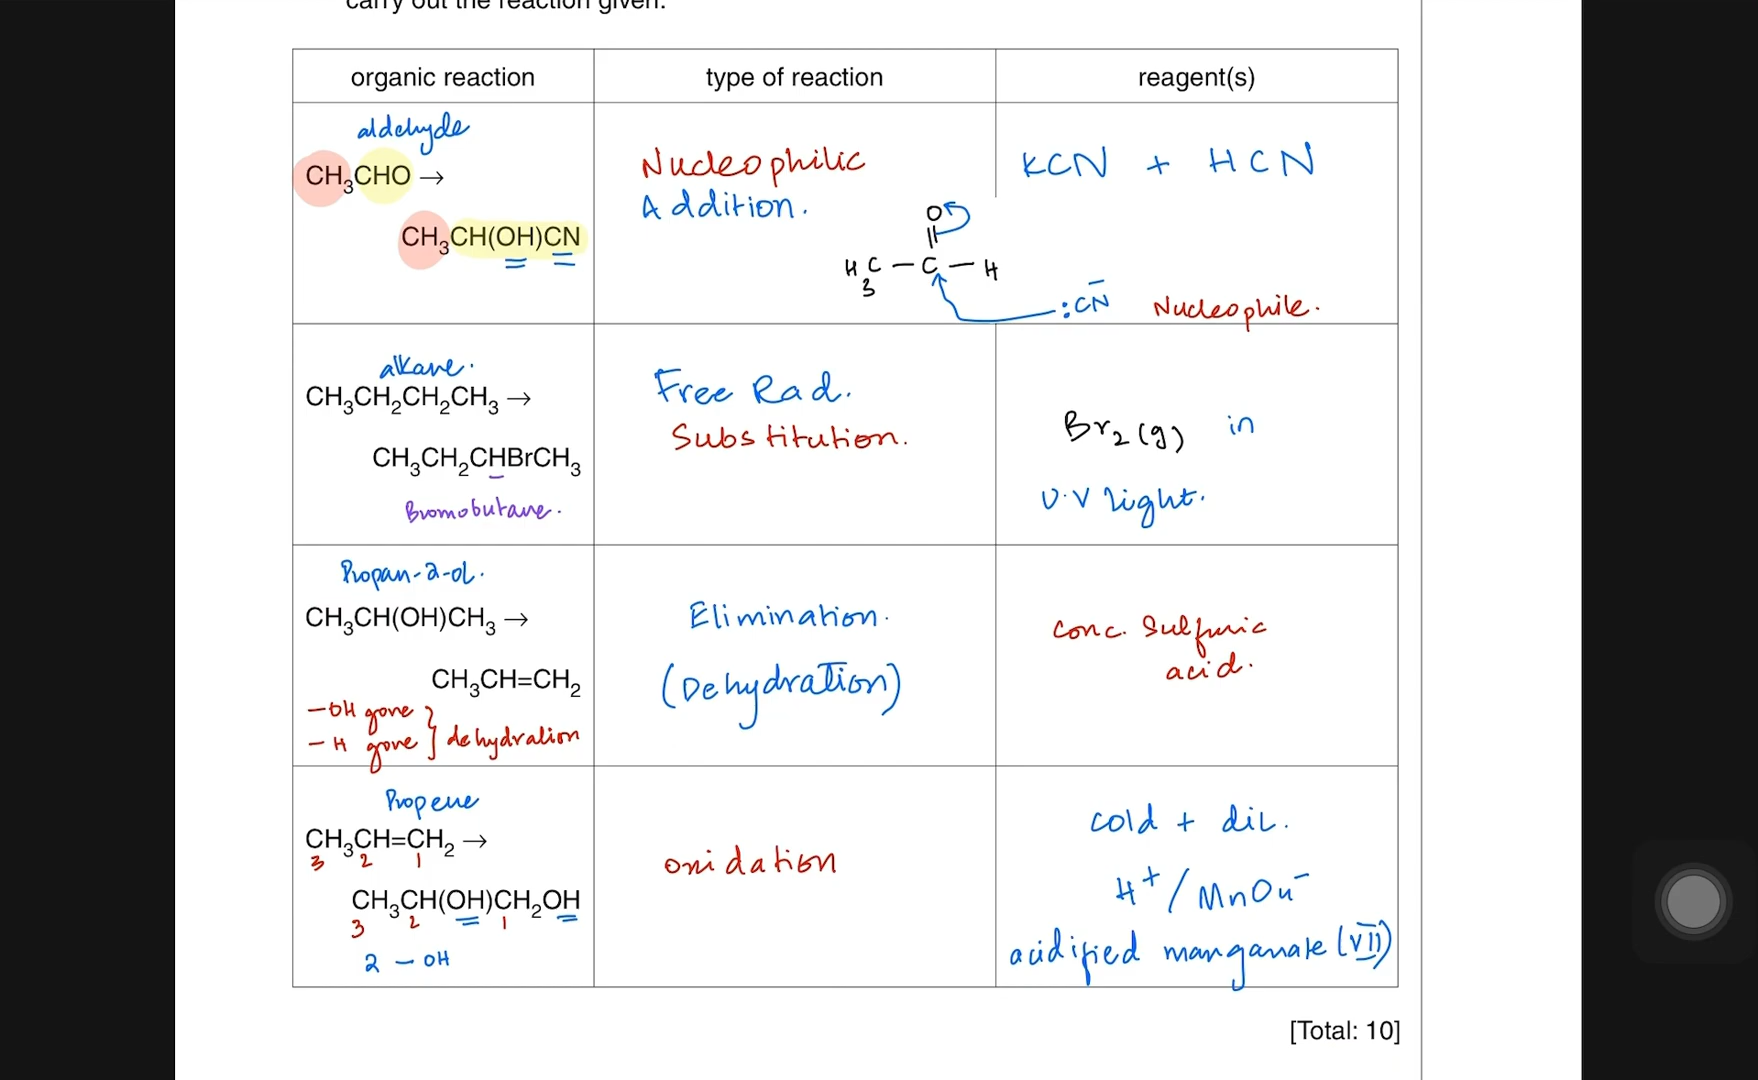 carry out the reaction given.
organic reaction
type of reaction
reagent(s)
aldehyde
CH3CHO →
CH3CH(OH)CN
Nucleophilic
Addition.
KCN + HCN
O
H3C — C — H
:CN⁻ Nucleophile.
alkane.
CH3CH2CH2CH3 →
CH3CH2CHBrCH3
Bromobutane.
Free Rad.
Substitution.
Br2(g) in
U.V light.
Propan-2-ol.
CH3CH(OH)CH3 →
CH3CH=CH2
—OH gone
— H gone } dehydration
Elimination.
(Dehydration)
conc. Sulfuric
acid.
Propene
CH3CH=CH2 →
3 2 1
CH3CH(OH)CH2OH
3 2 1
2 — OH
oxidation
cold + dil.
H⁺/MnO4⁻
acidified manganate (VII)
[Total: 10]